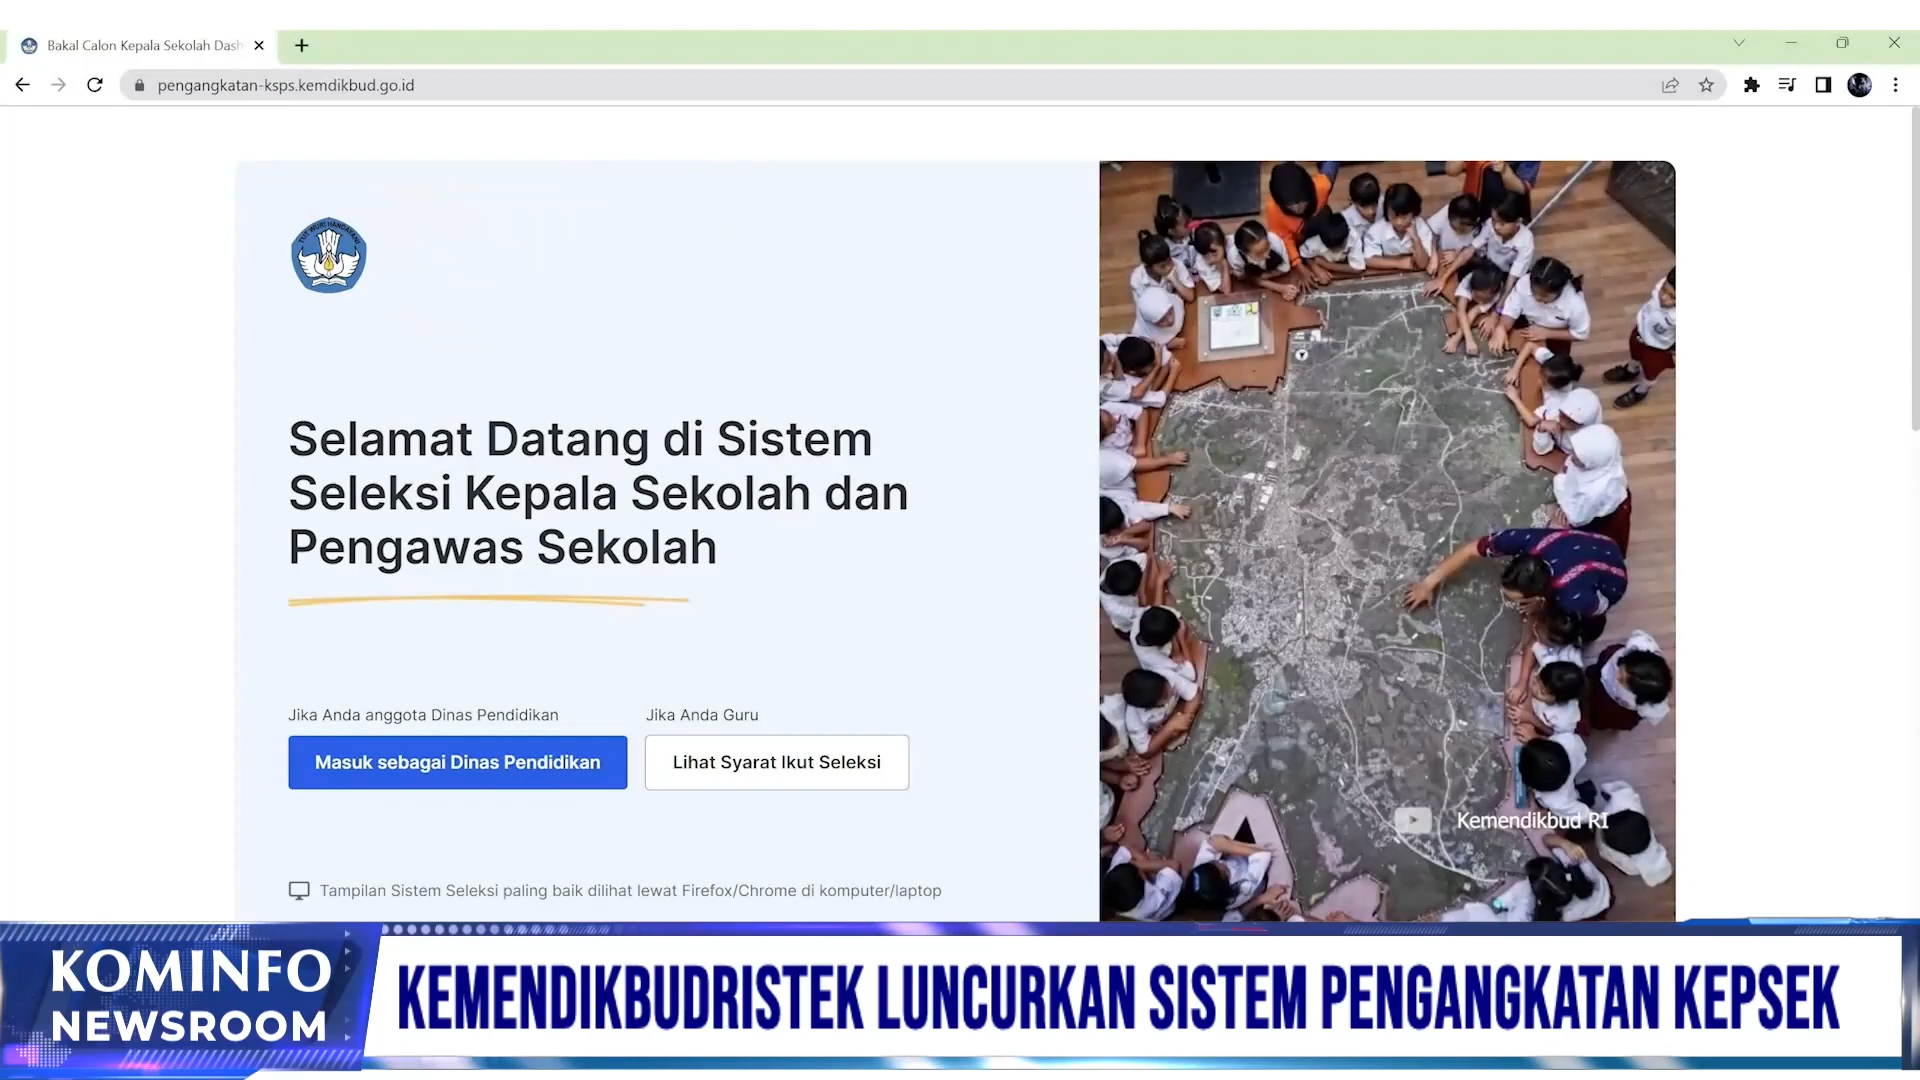 Bakal Calon Kepala Sekolah Dash
pengangkatan-ksps.kemdikbud.go.id
TUT WURI HANDAYANI
Selamat Datang di Sistem
Seleksi Kepala Sekolah dan
Pengawas Sekolah
Jika Anda anggota Dinas Pendidikan
Masuk sebagai Dinas Pendidikan
Jika Anda Guru
Lihat Syarat Ikut Seleksi
Tampilan Sistem Seleksi paling baik dilihat lewat Firefox/Chrome di komputer/laptop
Kemendikbud RI
KOMINFO
NEWSROOM
KEMENDIKBUDRISTEK LUNCURKAN SISTEM PENGANGKATAN KEPSEK